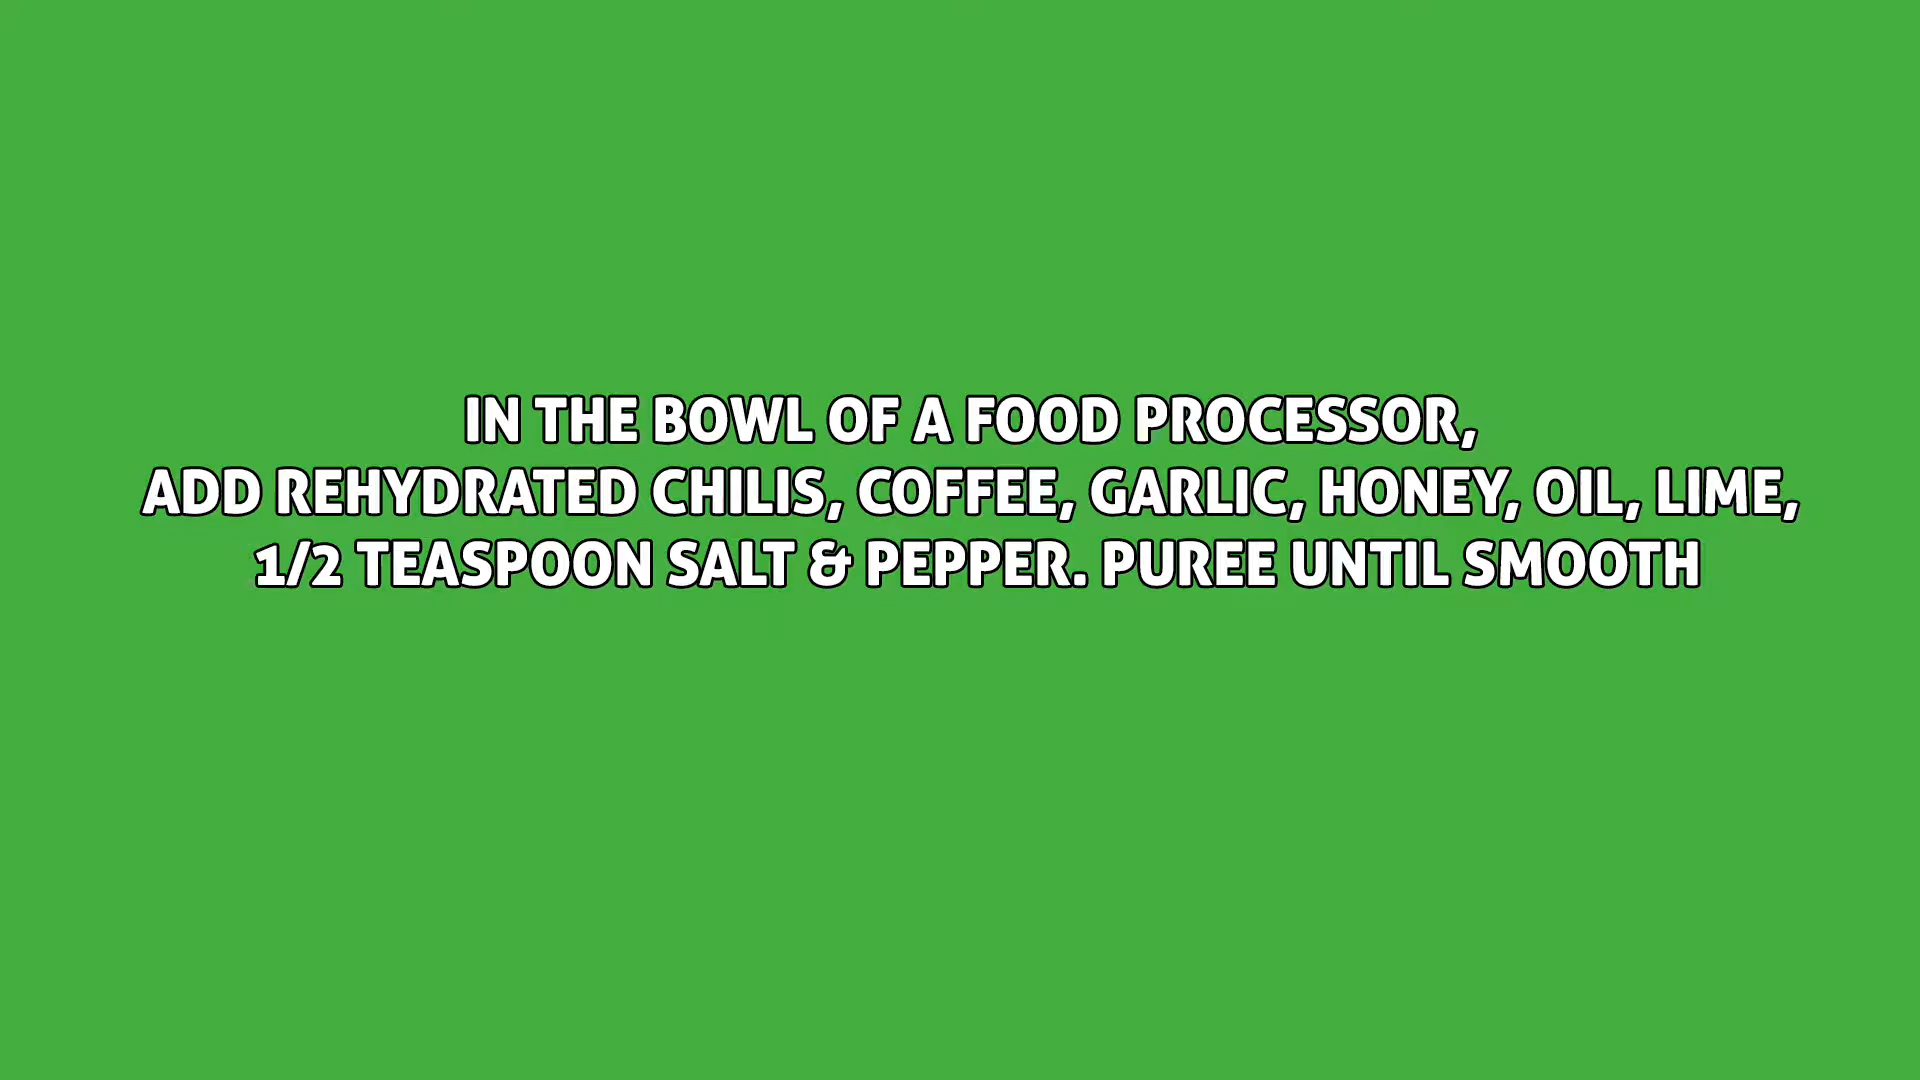 IN THE BOWL OF A FOOD PROCESSOR,
ADD REHYDRATED CHILIS, COFFEE, GARLIC, HONEY, OIL, LIME,
1/2 TEASPOON SALT & PEPPER. PUREE UNTIL SMOOTH